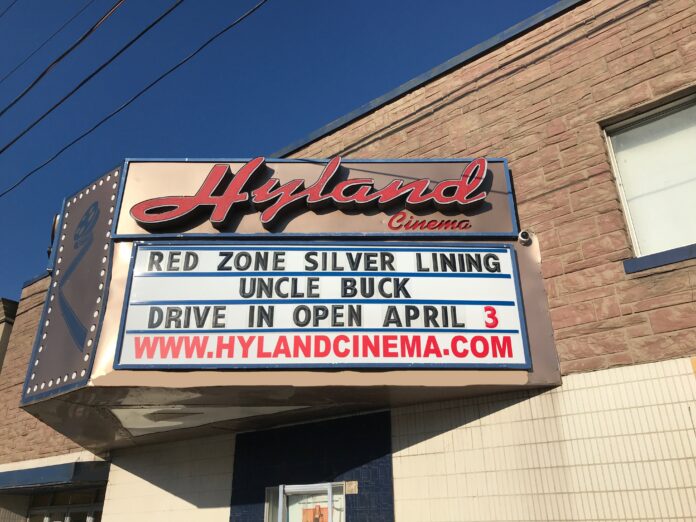 Hyland
Cinema
RED ZONE SILVER LINING
UNCLE BUCK
DRIVE IN OPEN APRIL 3
WWW.HYLANDCINEMA.COM